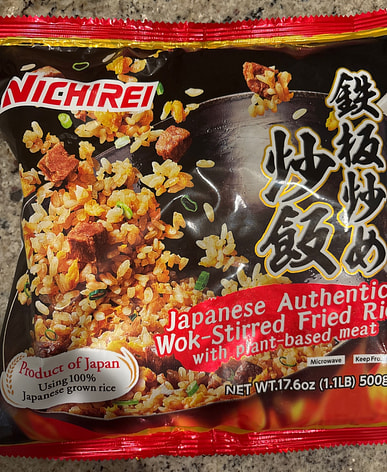 NICHIREI
鉄板炒め
炒飯
Japanese Authentic
Wok-Stirred Fried Ric
with plant-based meat
Microwave
Keep Fro
Product of Japan
Using 100%
Japanese grown rice
NET WT.17.6oz (1.1LB) 500g